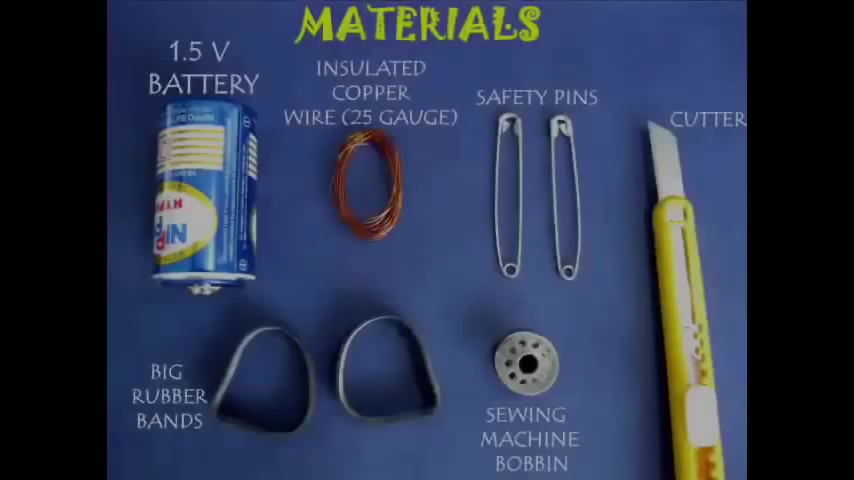 MATERIALS
1.5 V
BATTERY
INSULATED
COPPER
WIRE (25 GAUGE)
SAFETY PINS
CUTTER
BIG
RUBBER
BANDS
SEWING
MACHINE
BOBBIN